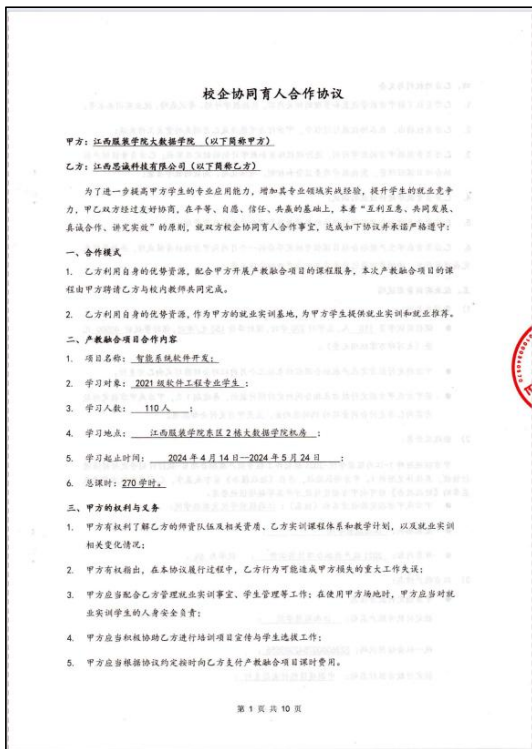 校企协同育人合作协议
甲方：江西服装学院大数据学院 （以下简称甲方）
乙方：江西思诚科技有限公司（以下简称乙方）
为了进一步提高甲方学生的专业应用能力，增加其专业领域实战经验，提升学生的就业竞争
力，甲乙双方经过友好协商，在平等、自愿、信任、共赢的基础上，本着“互利互惠、共同发展、
真诚合作、讲究实效”的原则，就双方校企协同育人合作事宜，达成如下协议并承诺严格遵守：
一、合作模式
1. 乙方利用自身的优势资源，配合甲方开展产教融合项目的课程服务，本次产教融合项目的课
程由甲方聘请乙方与校内教师共同完成。
2. 乙方利用自身的优势资源，作为甲方的就业实训基地，为甲方学生提供就业实训和就业推荐。
二、产教融合项目合作内容
1. 项目名称：智能系统软件开发；
2. 学习对象：2021级软件工程专业学生；
3. 学习人数： 110人 ；
4. 学习地点： 江西服装学院东区2栋大数据学院机房 ；
5. 学习起止时间： 2024年4月14日—2024年5月24日 ；
6. 总课时：270学时。
三、甲方的权利与义务
1. 甲方有权利了解乙方的师资队伍及相关资质、乙方实训课程体系和教学计划，以及就业实训
相关变化情况；
2. 甲方有权指出，在本协议履行过程中，乙方行为可能造成甲方损失的重大工作失误；
3. 甲方应当配合乙方管理就业实训事宜、学生管理等工作；在使用甲方场地时，甲方应当对就
业实训学生的人身安全负责；
4. 甲方应当积极协助乙方进行培训项目宣传与学生选拔工作；
5. 甲方应当根据协议约定按时向乙方支付产教融合项目课时费用。
第 1 页 共 10 页